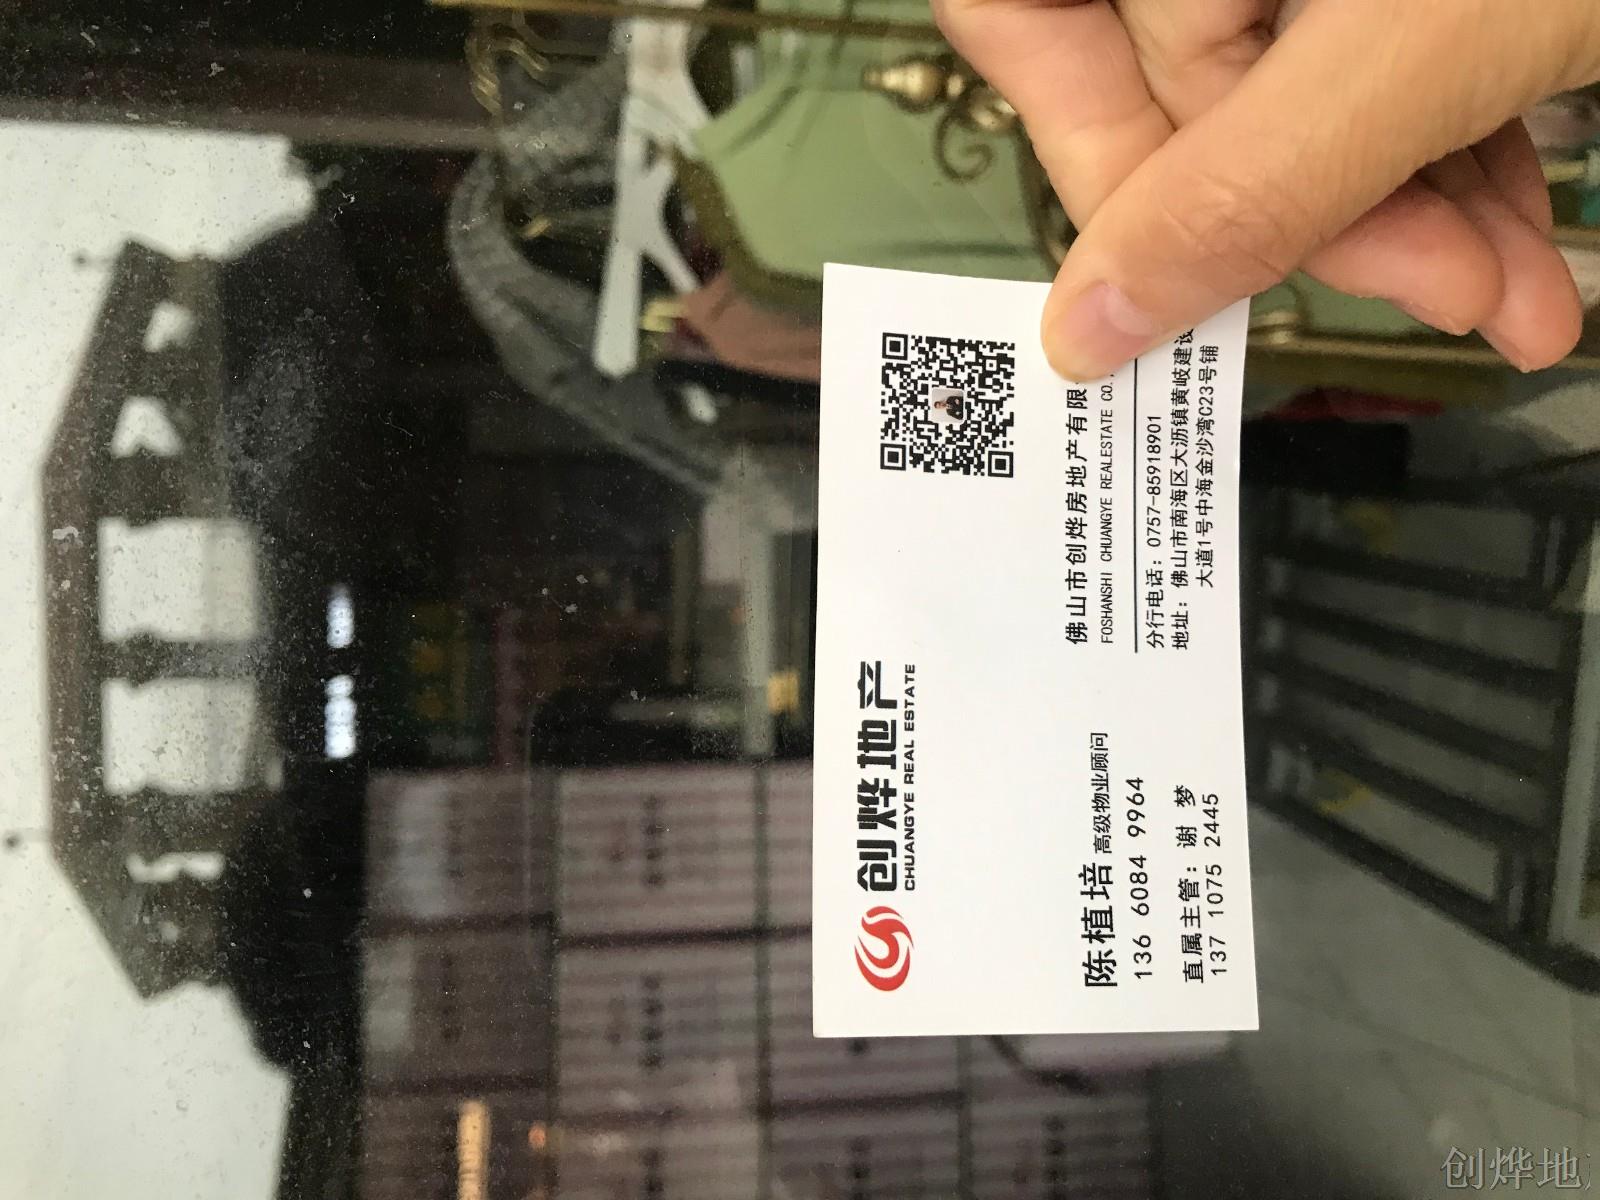 创烨地产
CHUANGYE REAL ESTATE
陈植培 高级物业顾问
136 6084 9964
直属主管：谢 梦
137 1075 2445
佛山市创烨房地产有限
FOSHANSHI CHUANGYE REALESTATE CO.
分行电话：0757-85918901
地址：佛山市南海区大沥镇黄岐建设
大道1号中海金沙湾C23号铺
创烨地